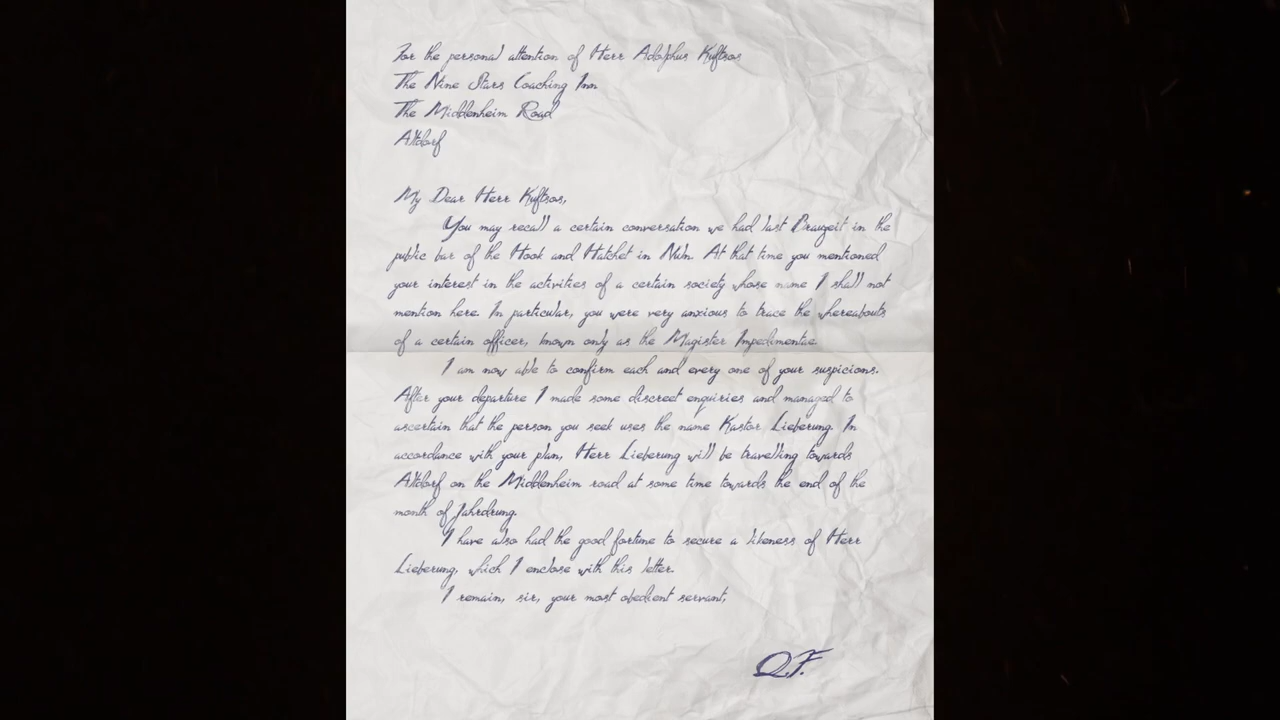 For the personal attention of Herr Adolphus Kuftsos
The Nine Stars Coaching Inn
The Middenheim Road
Altdorf
My Dear Herr Kuftsos,
You may recall a certain conversation we had last Brauzeit in the
public bar of the Hook and Hatchet in Nuln. At that time you mentioned
your interest in the activities of a certain society whose name I shall not
mention here. In particular, you were very anxious to trace the whereabouts
of a certain officer, known only as the Magister Impedimentae.
I am now able to confirm each and every one of your suspicions.
After your departure I made some discreet enquiries and managed to
ascertain that the person you seek uses the name Kastor Lieberung. In
accordance with your plan, Herr Lieberung will be travelling towards
Altdorf on the Middenheim road at some time towards the end of the
month of Jahrdrung.
I have also had the good fortune to secure a likeness of Herr
Lieberung, which I enclose with this letter.
I remain, sir, your most obedient servant,
Q.F.